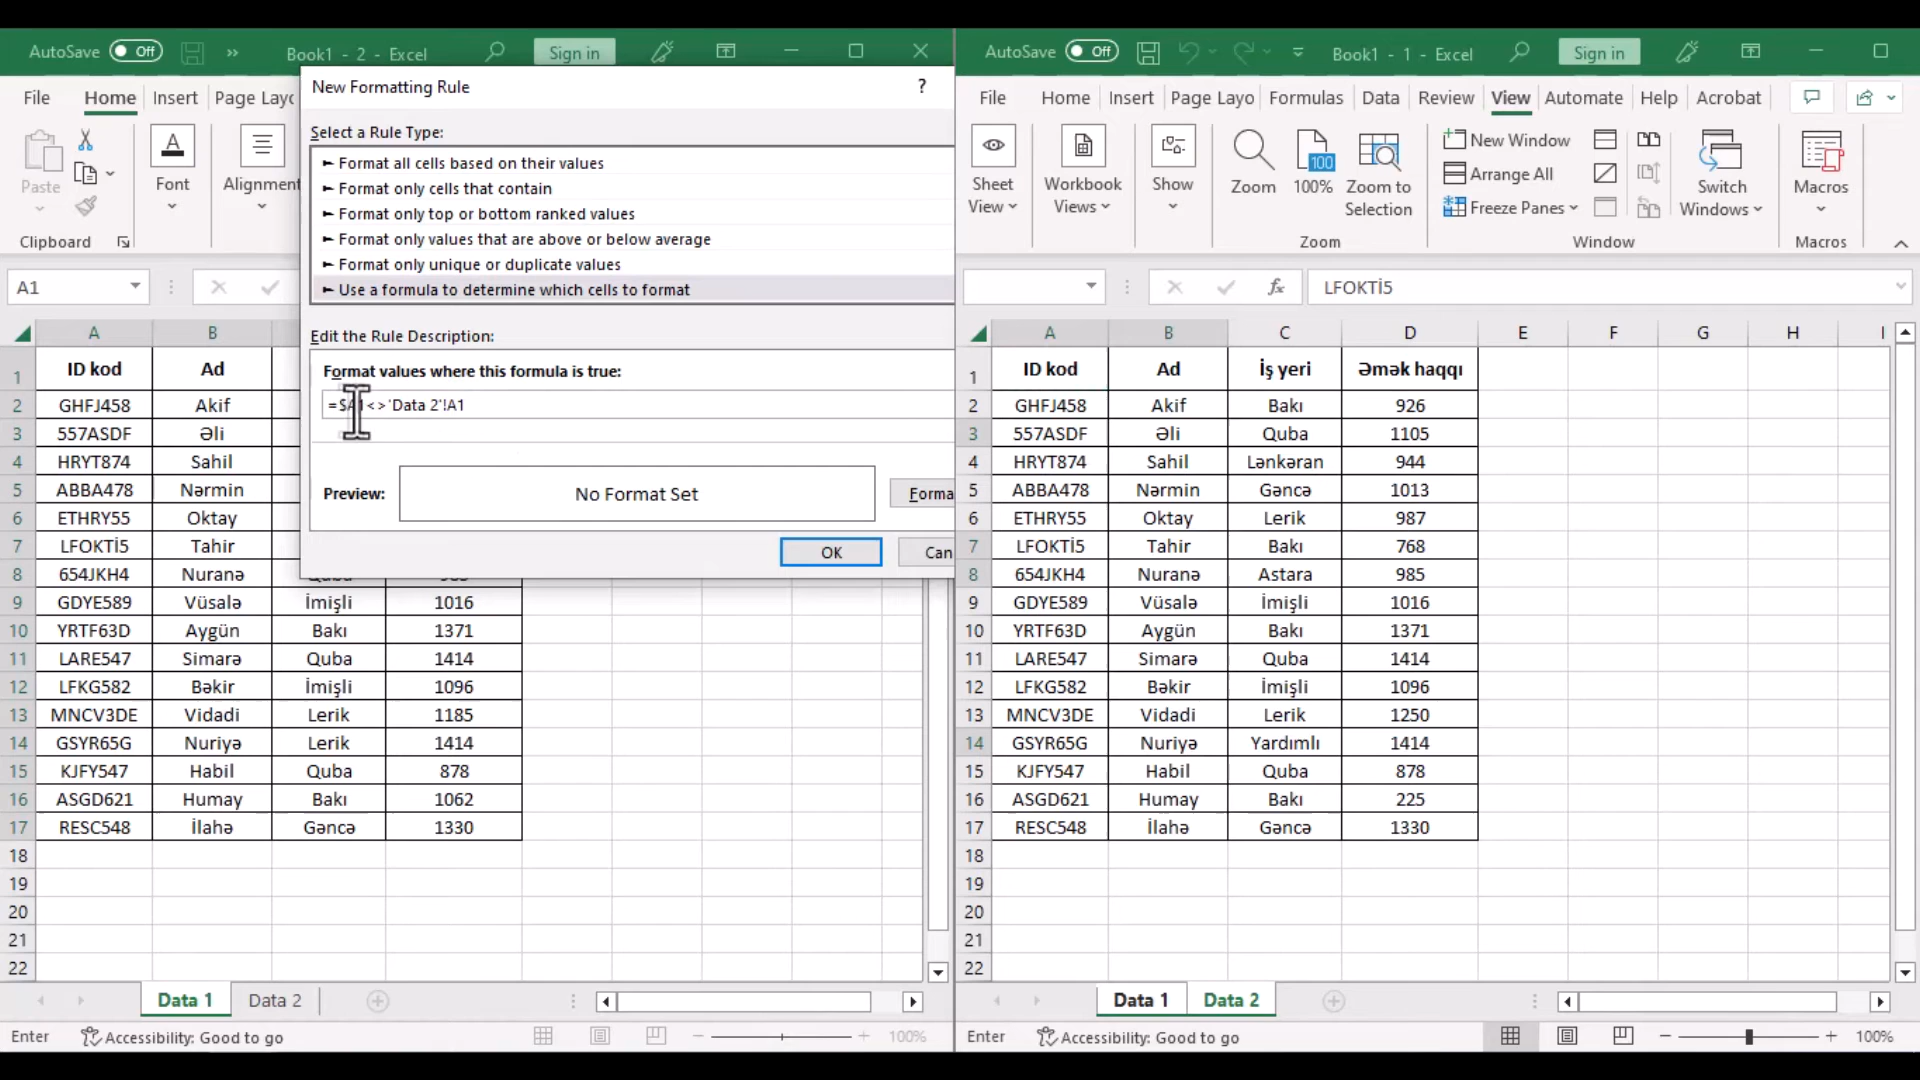 AutoSave Off » Book1 - 2 - Excel Sign in
New Formatting Rule ?
File Home Insert Page Layo
Paste
Clipboard
Font
Alignment
Select a Rule Type:
► Format all cells based on their values
► Format only cells that contain
► Format only top or bottom ranked values
► Format only values that are above or below average
► Format only unique or duplicate values
► Use a formula to determine which cells to format
Edit the Rule Description:
Format values where this formula is true:
<>'Data 2'!A1
Preview: No Format Set Forma
OK Can
A1
A B
1 ID kod Ad
2 GHFJ458 Akif
3 557ASDF Əli
4 HRYT874 Sahil
5 ABBA478 Nərmin
6 ETHRY55 Oktay
7 LFOKTİ5 Tahir
8 654JKH4 Nuranə
9 GDYE589 Vüsalə İmişli 1016
10 YRTF63D Aygün Bakı 1371
11 LARE547 Simarə Quba 1414
12 LFKG582 Bəkir İmişli 1096
13 MNCV3DE Vidadi Lerik 1185
14 GSYR65G Nuriyə Lerik 1414
15 KJFY547 Habil Quba 878
16 ASGD621 Humay Bakı 1062
17 RESC548 İlahə Gəncə 1330
18
19
20
21
22
Data 1 Data 2
Enter Accessibility: Good to go 100%
AutoSave Off Book1 - 1 - Excel Sign in
File Home Insert Page Layo Formulas Data Review View Automate Help Acrobat
Sheet View
Workbook Views
Show
Zoom
100
100%
Zoom to Selection
Zoom
New Window
Arrange All
Freeze Panes
Switch Windows
Window
Macros
Macros
fx LFOKTİ5
A B C D E F G H I
1 ID kod Ad İş yeri Əmək haqqı
2 GHFJ458 Akif Bakı 926
3 557ASDF Əli Quba 1105
4 HRYT874 Sahil Lənkəran 944
5 ABBA478 Nərmin Gəncə 1013
6 ETHRY55 Oktay Lerik 987
7 LFOKTİ5 Tahir Bakı 768
8 654JKH4 Nuranə Astara 985
9 GDYE589 Vüsalə İmişli 1016
10 YRTF63D Aygün Bakı 1371
11 LARE547 Simarə Quba 1414
12 LFKG582 Bəkir İmişli 1096
13 MNCV3DE Vidadi Lerik 1250
14 GSYR65G Nuriyə Yardımlı 1414
15 KJFY547 Habil Quba 878
16 ASGD621 Humay Bakı 225
17 RESC548 İlahə Gəncə 1330
18
19
20
21
22
Data 1 Data 2
Enter Accessibility: Good to go 100%